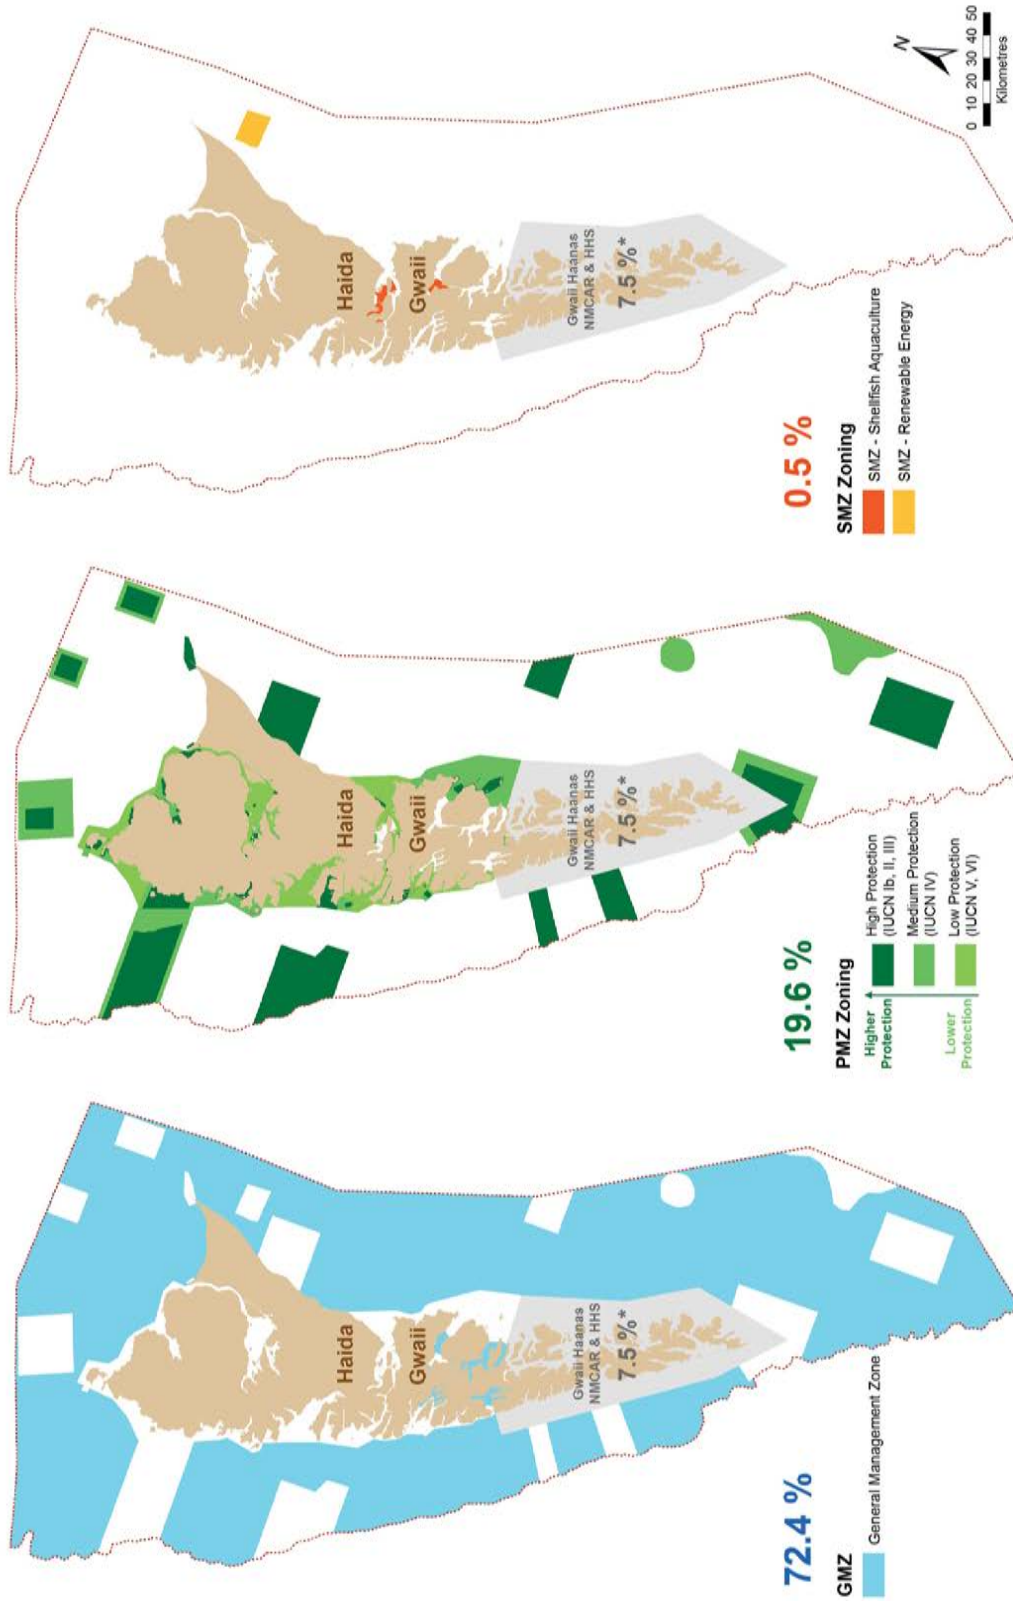 Haida
Gwaii
Gwaii Haanas
NMCAR & HHS
7.5 %*
72.4 %
GMZ
General Management Zone
Haida
Gwaii
Gwaii Haanas
NMCAR & HHS
7.5 %*
19.6 %
PMZ Zoning
Higher
Protection
High Protection
(IUCN Ib, II, III)
Medium Protection
(IUCN IV)
Lower
Protection
Low Protection
(IUCN V, VI)
Haida
Gwaii
Gwaii Haanas
NMCAR & HHS
7.5 %*
0.5 %
SMZ Zoning
SMZ - Shellfish Aquaculture
SMZ - Renewable Energy
N
0 10 20 30 40 50
Kilometres